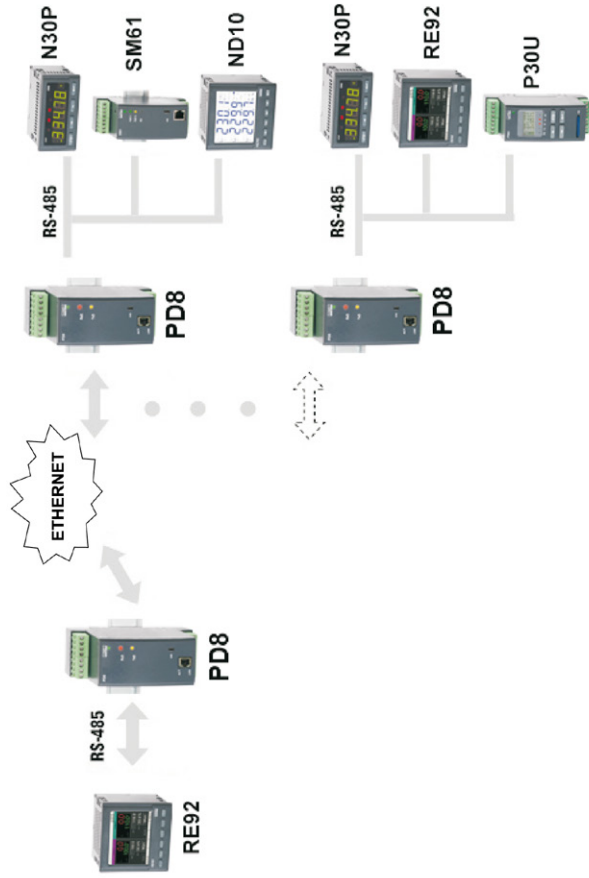 N30P
RS-485
ETHERNET
RS-485
SM61
PD8
RE92
PD8
ND10
N30P
RS-485
RE92
PD8
P30U